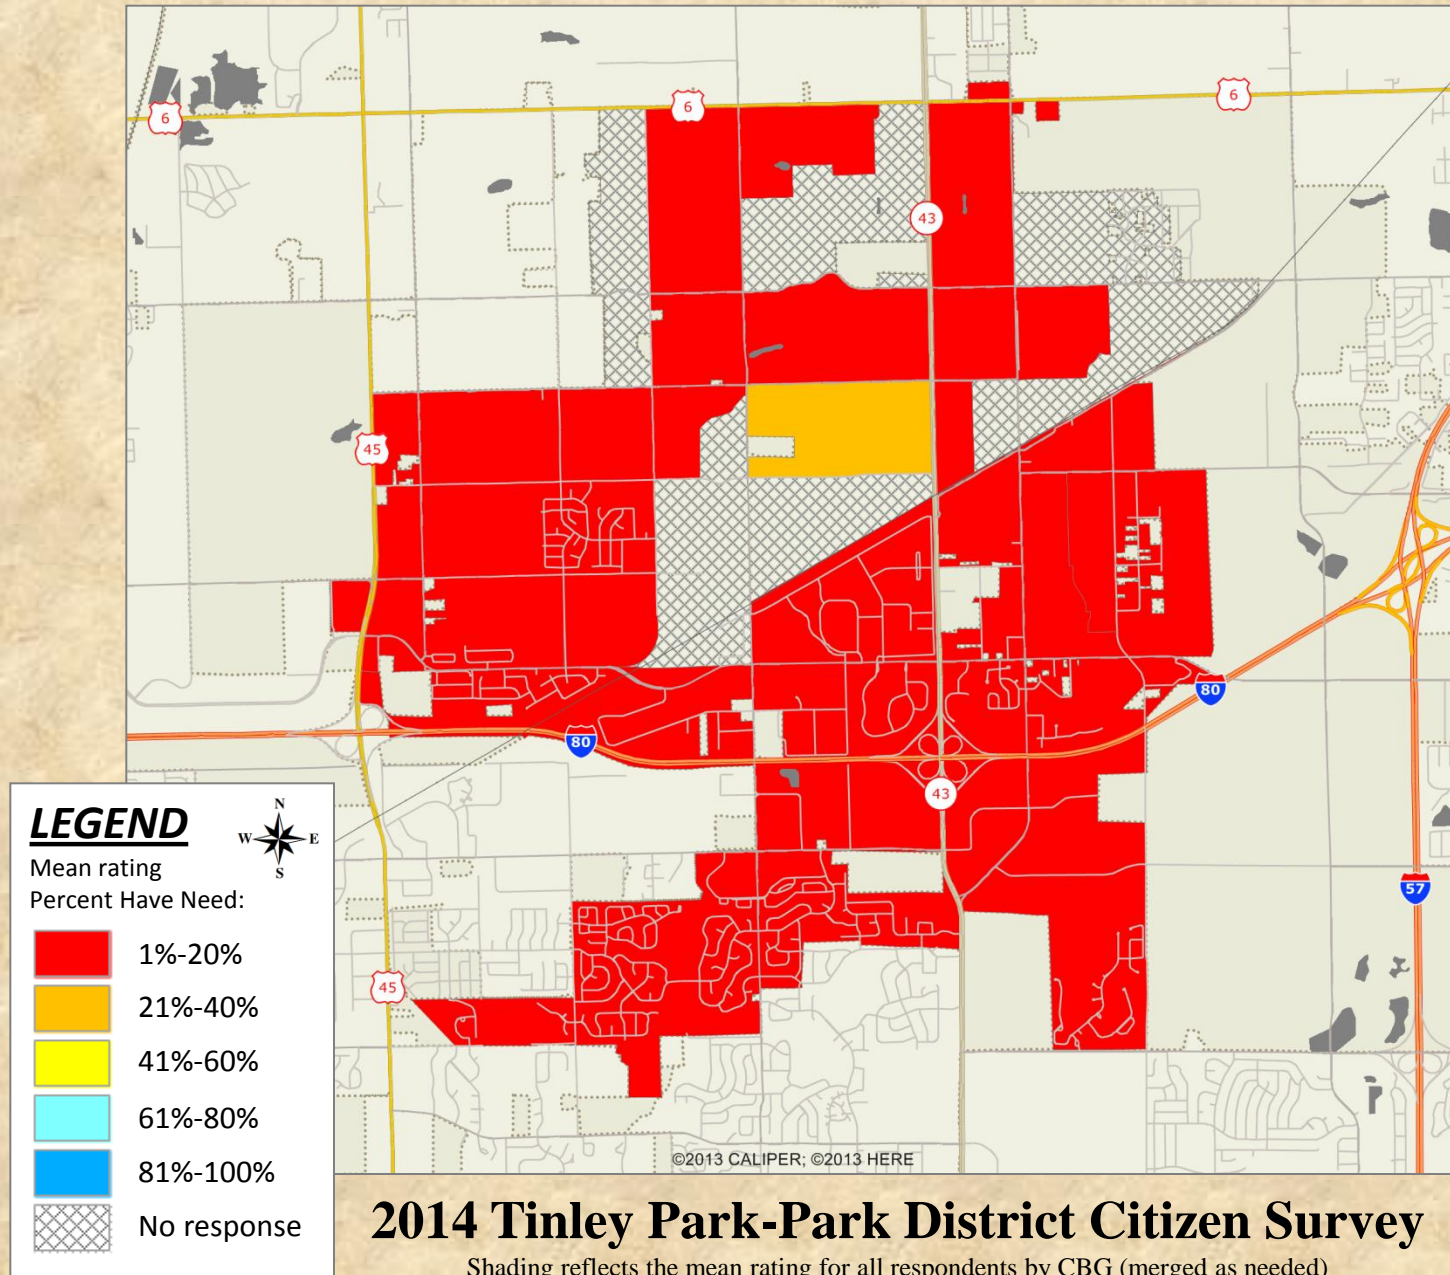 6
6
6
43
45
80
80
43
57
45
LEGEND
N
W E
S
Mean rating
Percent Have Need:
1%-20%
21%-40%
41%-60%
61%-80%
81%-100%
No response
©2013 CALIPER; ©2013 HERE
2014 Tinley Park-Park District Citizen Survey
Shading reflects the mean rating for all respondents by CBG (merged as needed)